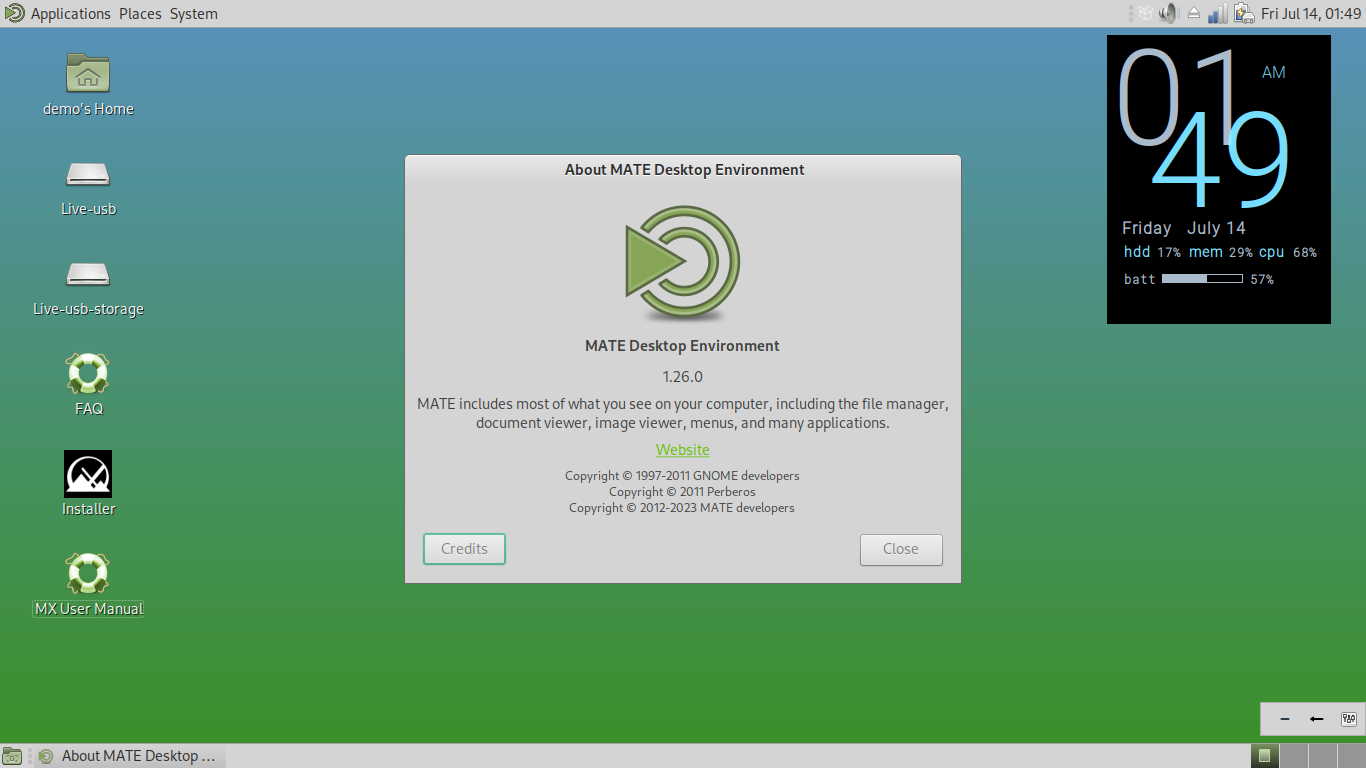 Applications Places System
Fri Jul 14, 01:49
demo's Home
Live-usb
Live-usb-storage
FAQ
Installer
MX User Manual
About MATE Desktop Environment
MATE Desktop Environment
1.26.0
MATE includes most of what you see on your computer, including the file manager,
document viewer, image viewer, menus, and many applications.
Website
Copyright © 1997-2011 GNOME developers
Copyright © 2011 Perberos
Copyright © 2012-2023 MATE developers
Credits
Close
01 AM
49
Friday July 14
hdd 17% mem 29% cpu 68%
batt 57%
About MATE Desktop ...